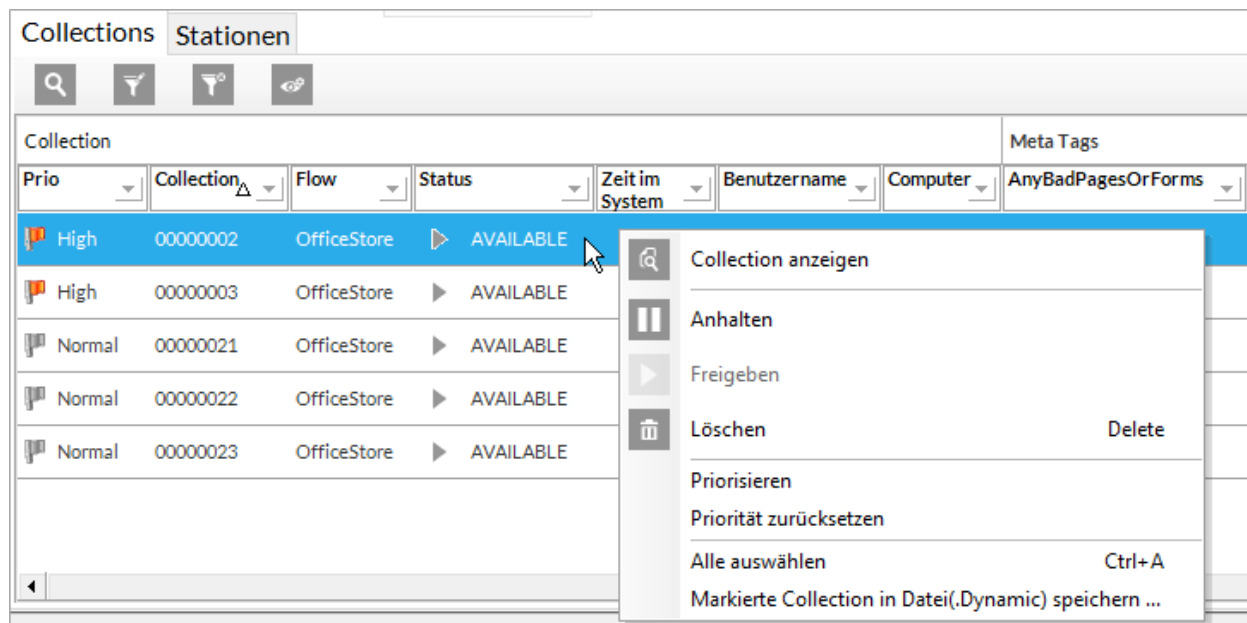 Collections Stationen
Collection Meta Tags
Prio Collection Flow Status Zeit im System Benutzername Computer AnyBadPagesOrForms
High 00000002 OfficeStore AVAILABLE
High 00000003 OfficeStore AVAILABLE
Normal 00000021 OfficeStore AVAILABLE
Normal 00000022 OfficeStore AVAILABLE
Normal 00000023 OfficeStore AVAILABLE
Collection anzeigen
Anhalten
Freigeben
Löschen Delete
Priorisieren
Priorität zurücksetzen
Alle auswählen Ctrl+A
Markierte Collection in Datei(.Dynamic) speichern ...